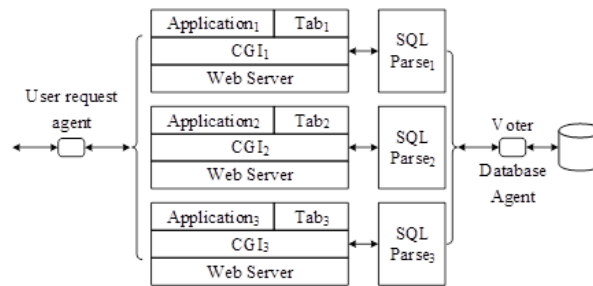 Application₁ Tab₁
CGI₁
Web Server
SQL
Parse₁
User request
agent
Application₂ Tab₂
CGI₂
Web Server
SQL
Parse₂
Voter
Database
Agent
Application₃ Tab₃
CGI₃
Web Server
SQL
Parse₃